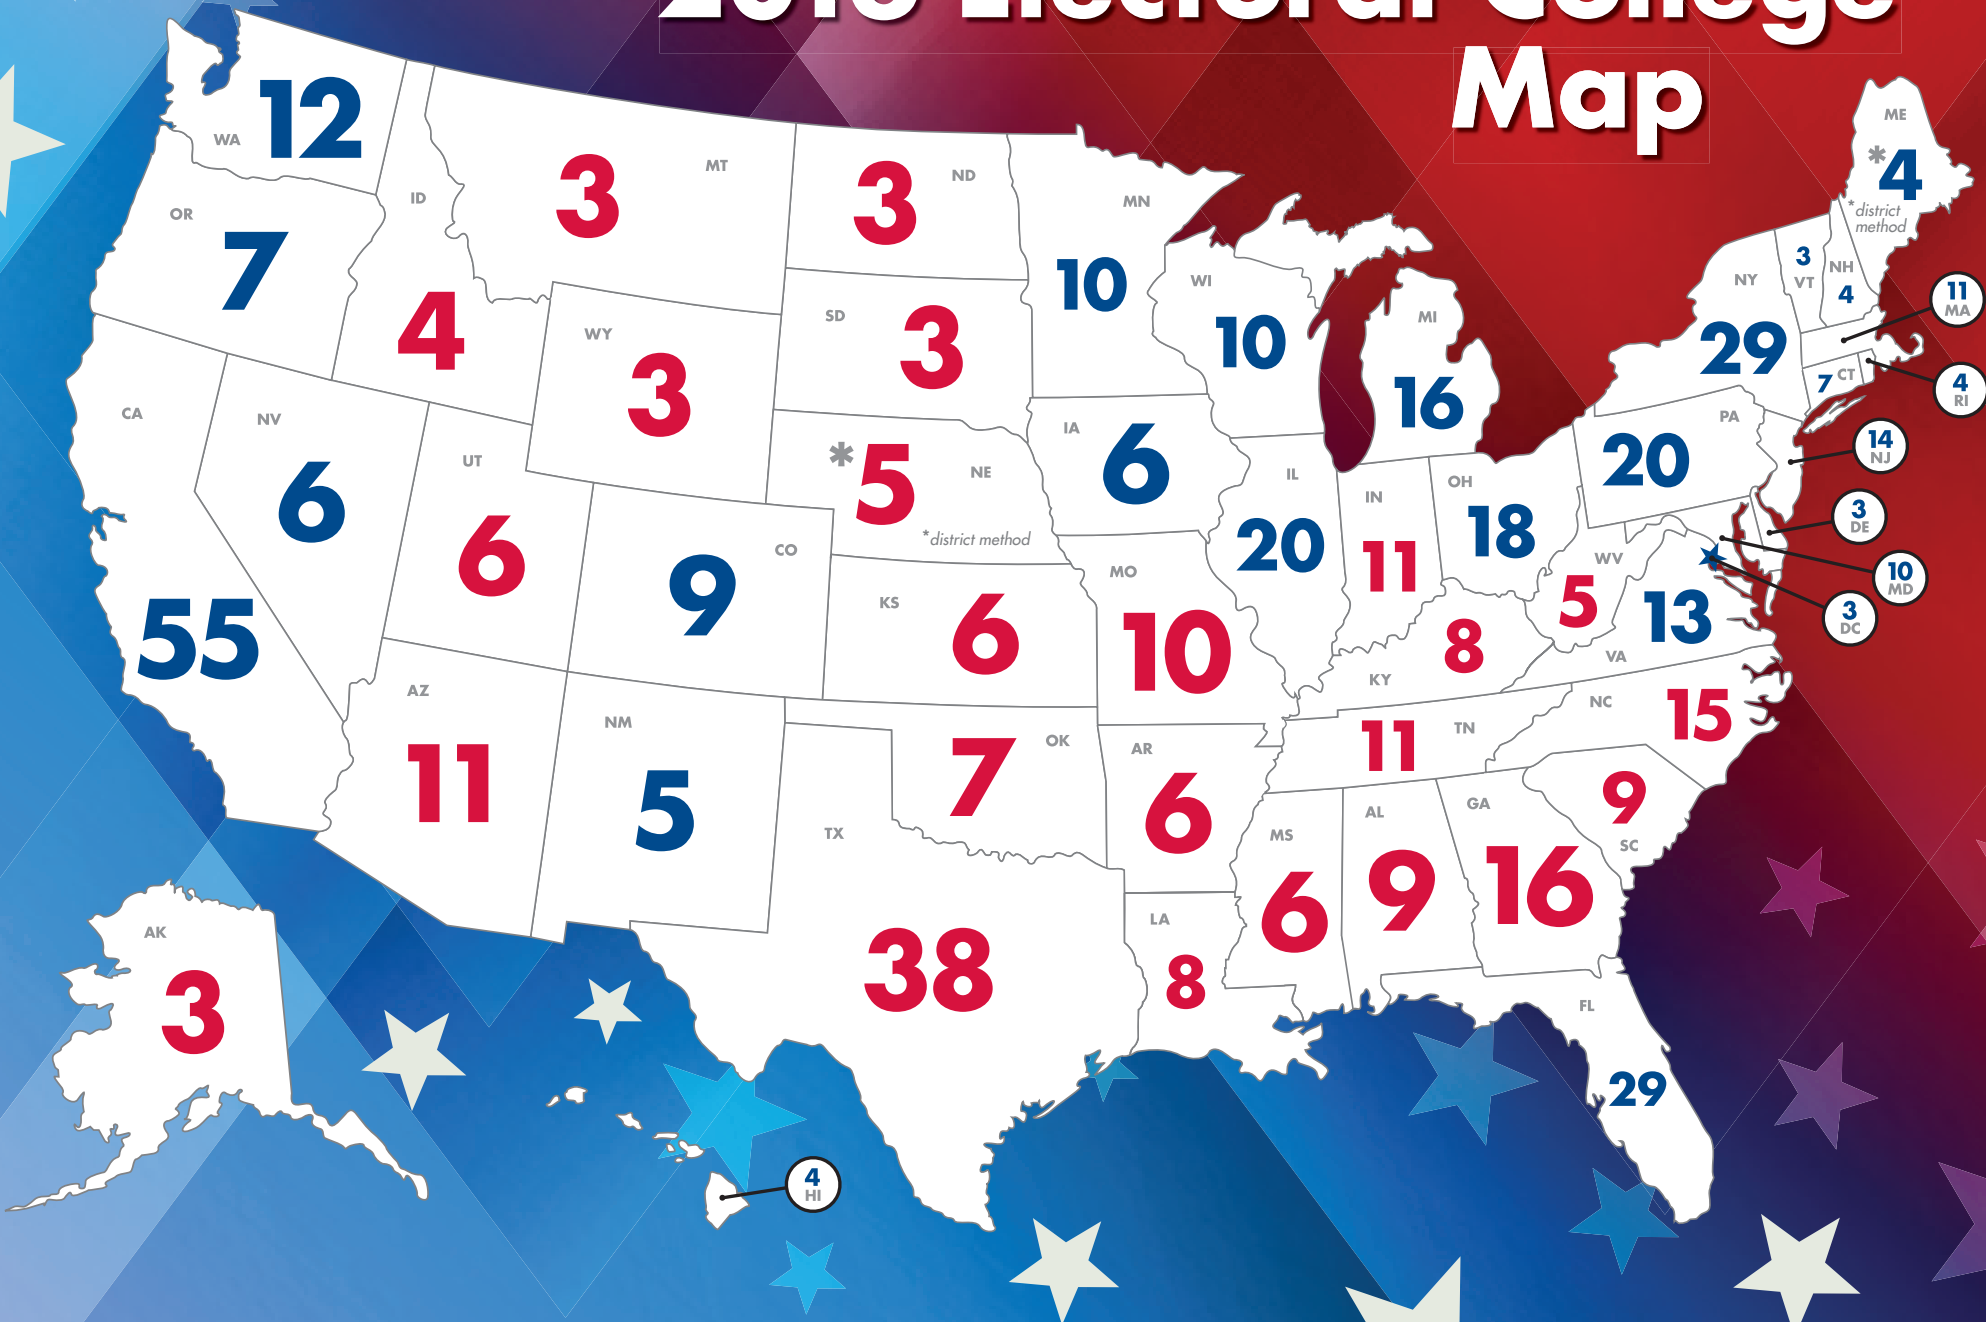 2016 Electoral College
Map
WA 12
OR
7
CA
55
NV
6
ID
4
MT
3
WY
3
UT
6
CO
9
AZ
11
NM
5
ND
3
SD
3
*5
NE
*district method
KS
6
OK
7
TX
38
MN
10
IA
6
MO
10
AR
6
LA
8
WI
10
IL
20
MI
16
IN
11
OH
18
KY
8
TN
11
MS
6
AL
9
GA
16
FL
29
SC
9
NC
15
VA
13
WV
5
PA
20
NY
29
VT
3
NH
4
ME
*4
*district
method
11
MA
4
RI
7 CT
14
NJ
3
DE
10
MD
3
DC
AK
3
4
HI